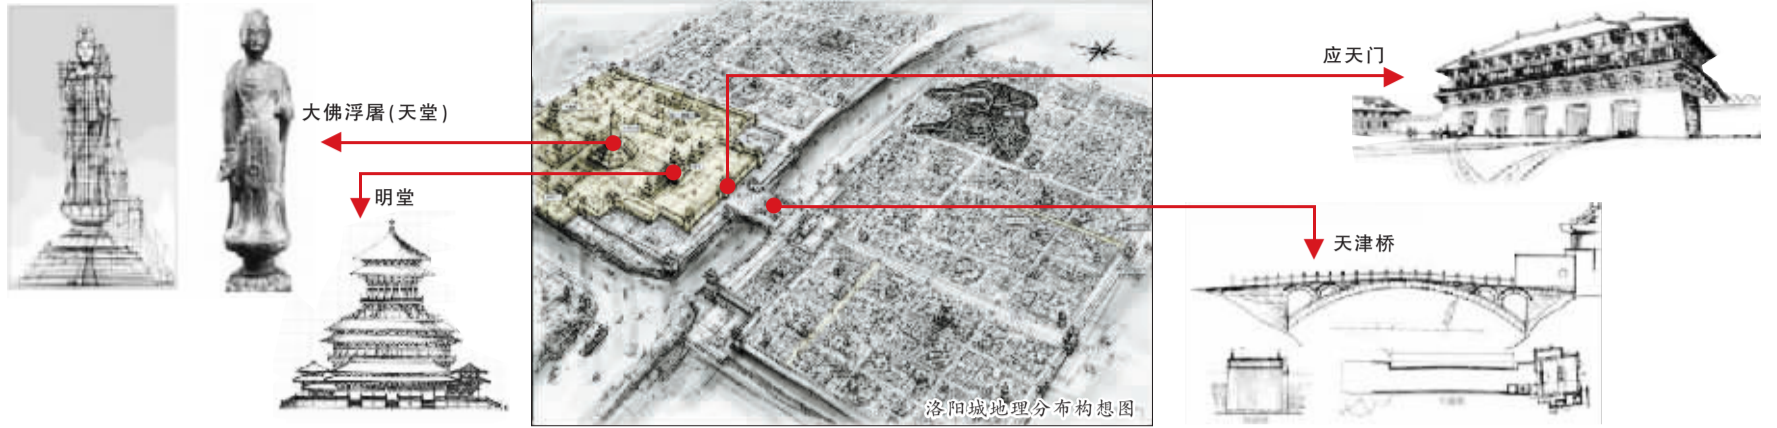 大佛浮屠(天堂)
明堂
应天门
天津桥
洛阳城地理分布构想图